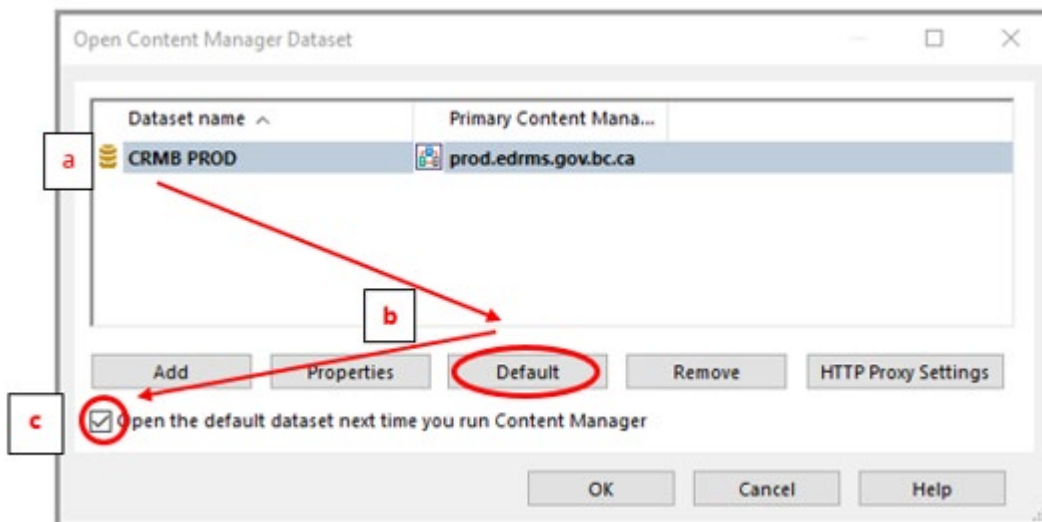 Open Content Manager Dataset
Dataset name Primary Content Mana...
a CRMB PROD prod.edrms.gov.bc.ca
b
Add Properties Default Remove HTTP Proxy Settings
c Open the default dataset next time you run Content Manager
OK Cancel Help